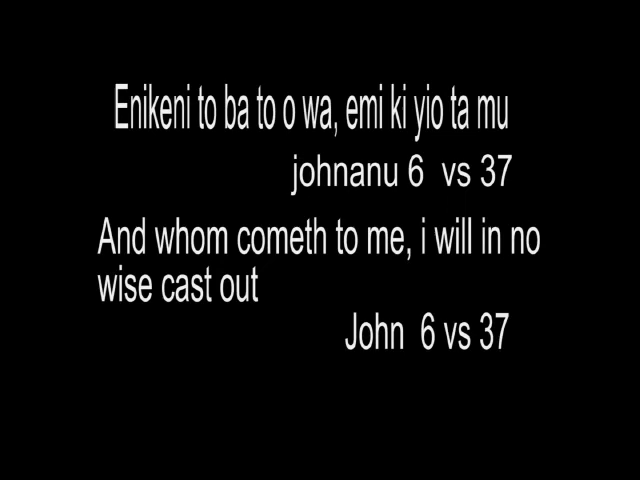 Enikeni to ba to o wa, emi ki yio ta mu
johnanu 6 vs 37
And whom cometh to me, i will in no
wise cast out
John 6 vs 37